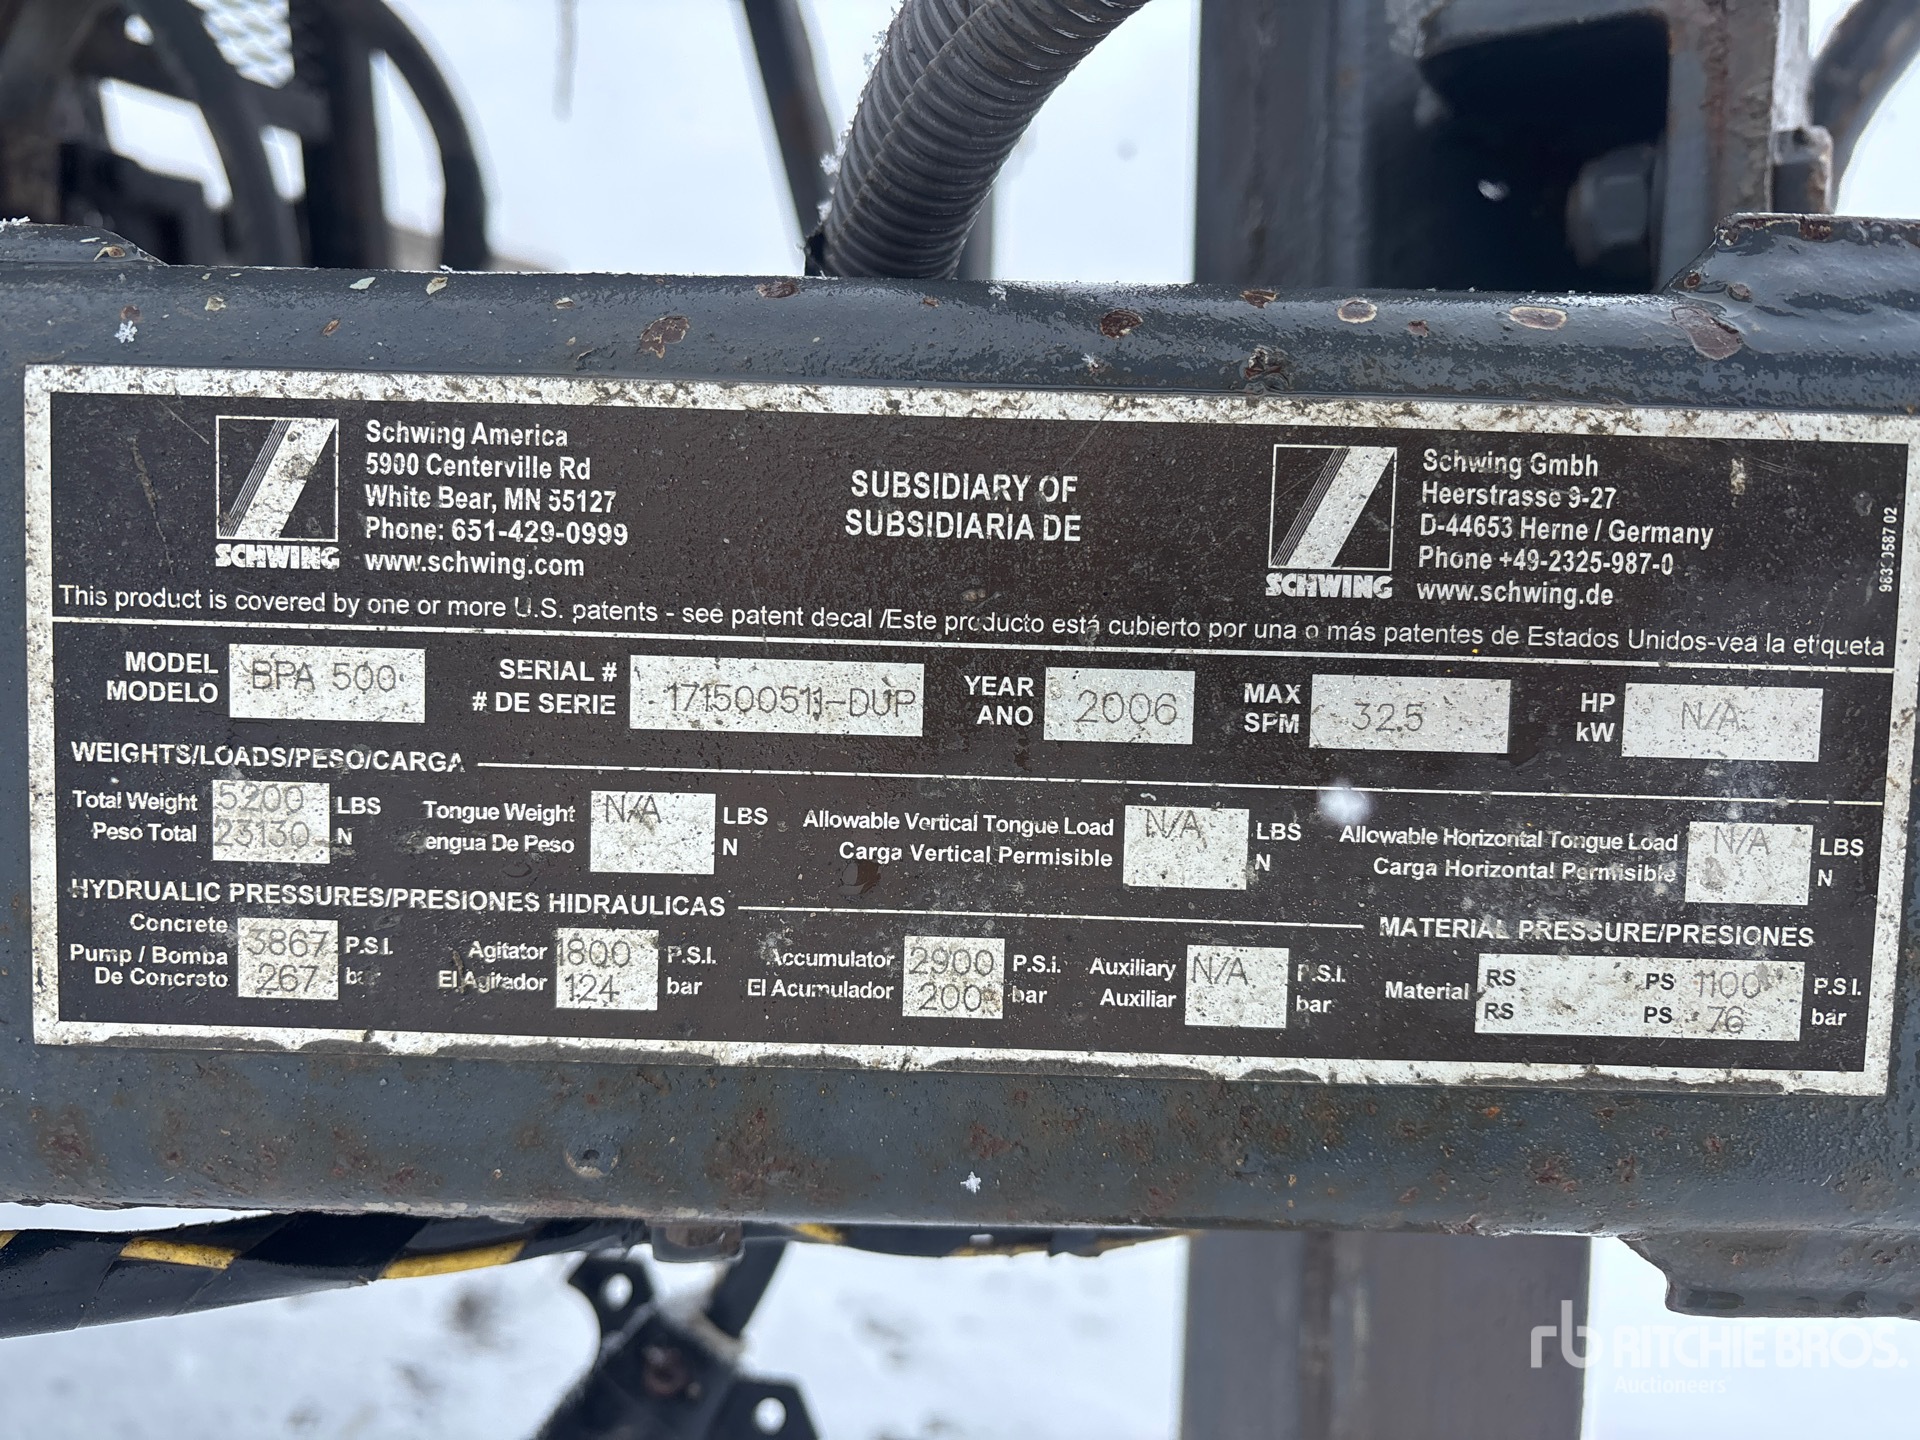 Schwing America
5900 Centerville Rd
White Bear, MN 55127
Phone: 651-429-0999
www.schwing.com
SCHWING
SUBSIDIARY OF
SUBSIDIARIA DE
Schwing Gmbh
Heerstrasse 9-27
D-44653 Herne / Germany
Phone +49-2325-987-0
www.schwing.de
SCHWING
This product is covered by one or more U.S. patents - see patent decal /Este producto está cubierto por una o más patentes de Estados Unidos-vea la etiqueta
MODEL
MODELO
BPA 500
SERIAL #
# DE SERIE
171500511-DUP
YEAR
ANO
2006
MAX
SPM
32.5
HP
kW
N/A
WEIGHTS/LOADS/PESO/CARGA
Total Weight 5200 LBS
Peso Total 23130 N
Tongue Weight N/A LBS
engua De Peso N
Allowable Vertical Tongue Load N/A LBS
Carga Vertical Permisible N
Allowable Horizontal Tongue Load N/A LBS
Carga Horizontal Permisible N
HYDRUALIC PRESSURES/PRESIONES HIDRAULICAS
Concrete
Pump / Bomba
De Concreto
3867 P.S.I.
267
Agitator 1800 P.S.I.
El Agitador 124 bar
Accumulator 2900 P.S.I.
El Acumulador 200 bar
Auxiliary N/A P.S.I.
Auxiliar bar
MATERIAL PRESSURE/PRESIONES
Material
RS PS 1100 P.S.I.
RS PS 76 bar
rb RITCHIE BROS.
Auctioneers